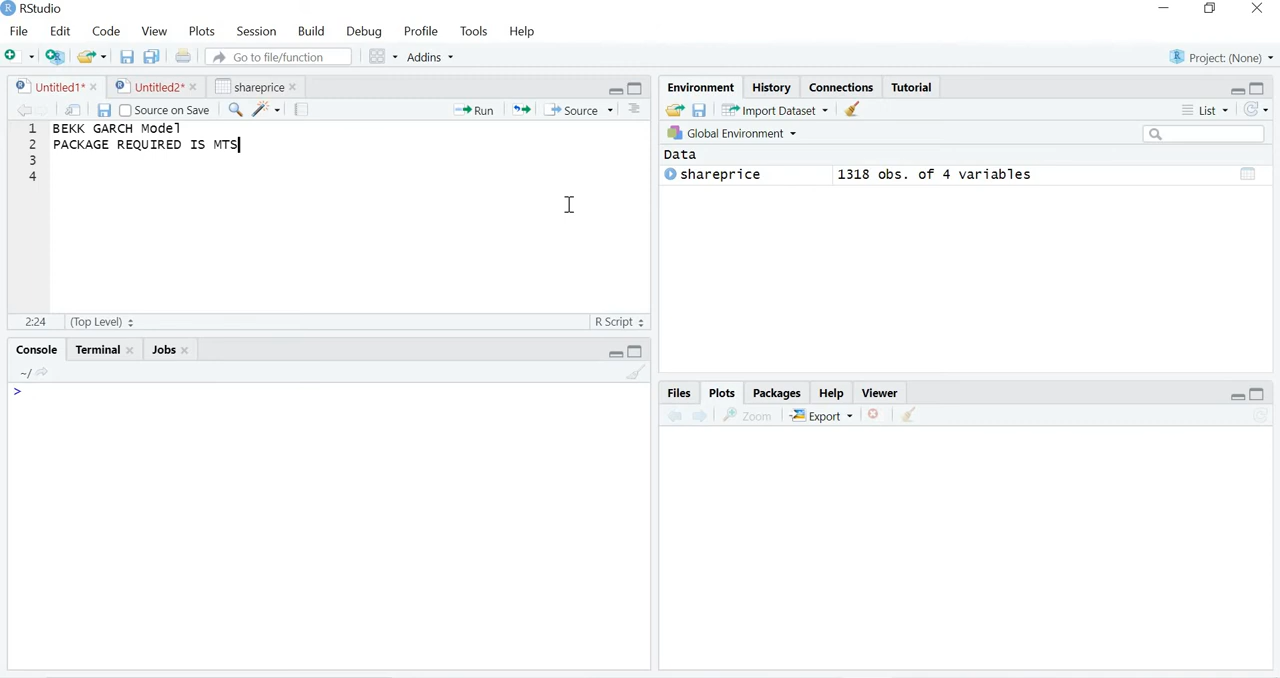 RStudio
File Edit Code View Plots Session Build Debug Profile Tools Help
Go to file/function Addins Project: (None)
Untitled1* Untitled2* shareprice
Source on Save Run Source
1 BEKK GARCH Model
2 PACKAGE REQUIRED IS MTS
3
4
2:24 (Top Level) R Script
Console Terminal Jobs
~/
>
Environment History Connections Tutorial
Import Dataset List
Global Environment
Data
shareprice 1318 obs. of 4 variables
Files Plots Packages Help Viewer
Zoom Export